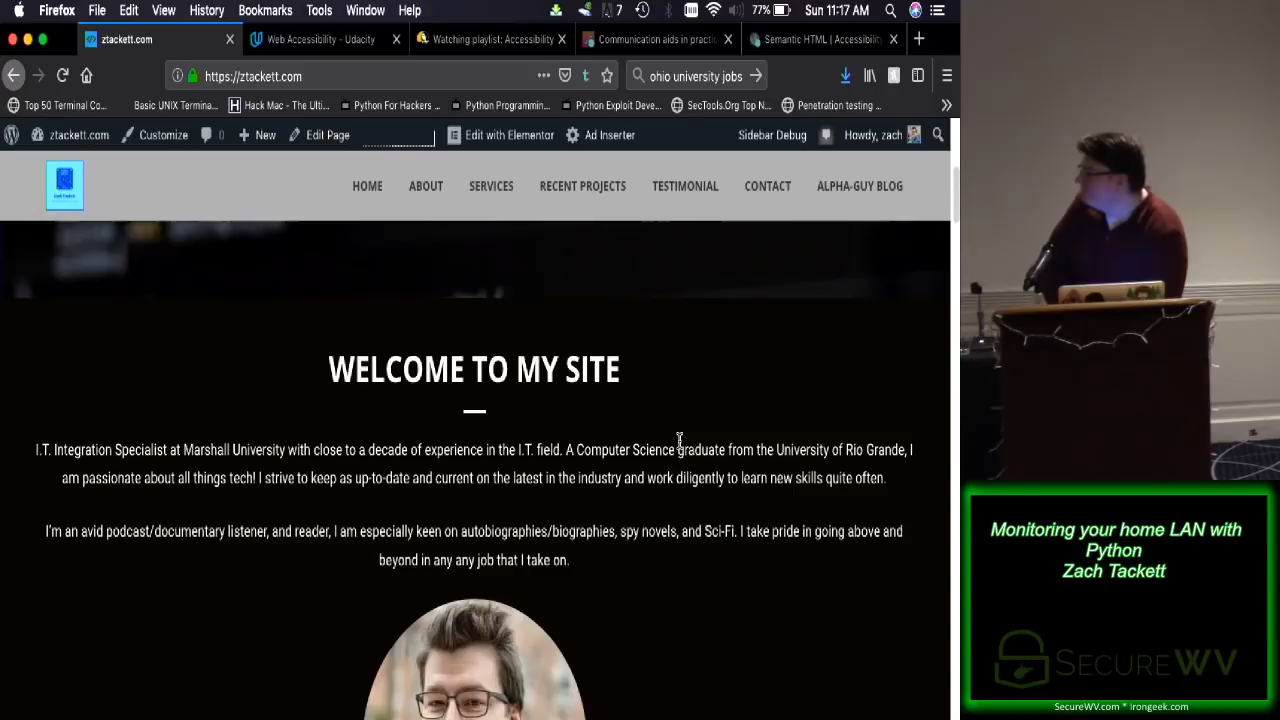 Firefox File Edit View History Bookmarks Tools Window Help 7 77% Sun 11:17 AM
ztackett.com
Web Accessibility - Udacity
Watching playlist: Accessibility
Communication aids in practi
Semantic HTML | Accessibility
https://ztackett.com
ohio university jobs
Top 50 Terminal Co...
Basic UNIX Termina...
Hack Mac - The Ulti...
Python For Hackers ...
Python Programmin...
Python Exploit Deve...
SecTools.Org Top N...
Penetration testing ...
ztackett.com Customize 0 New Edit Page Edit with Elementor Ad Inserter Sidebar Debug Howdy, zach
HOME ABOUT SERVICES RECENT PROJECTS TESTIMONIAL CONTACT ALPHA-GUY BLOG
WELCOME TO MY SITE
I.T. Integration Specialist at Marshall University with close to a decade of experience in the I.T. field. A Computer Science graduate from the University of Rio Grande, I
am passionate about all things tech! I strive to keep as up-to-date and current on the latest in the industry and work diligently to learn new skills quite often.
I'm an avid podcast/documentary listener, and reader, I am especially keen on autobiographies/biographies, spy novels, and Sci-Fi. I take pride in going above and
beyond in any any job that I take on.
Monitoring your home LAN with
Python
Zach Tackett
SECUREWV
SecureWV.com * irongeek.com